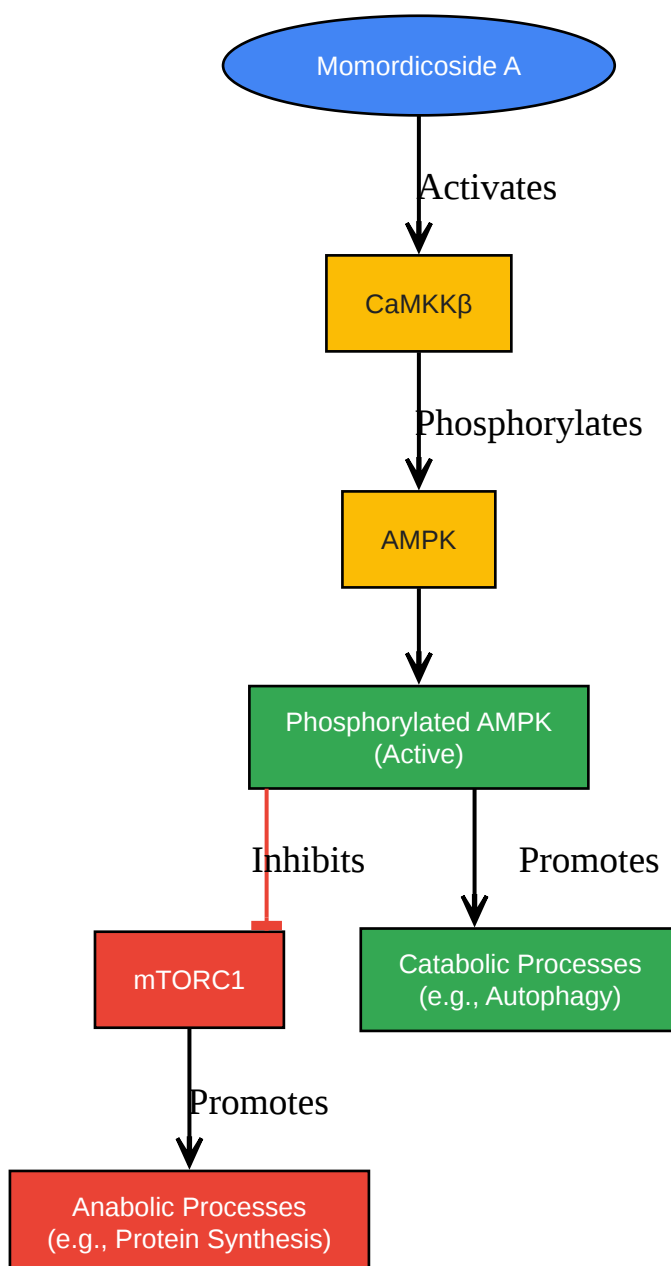 Momordicoside A
Activates
CaMKKβ
Phosphorylates
AMPK
Phosphorylated AMPK
(Active)
Inhibits
Promotes
mTORC1
Catabolic Processes
(e.g., Autophagy)
Promotes
Anabolic Processes
(e.g., Protein Synthesis)